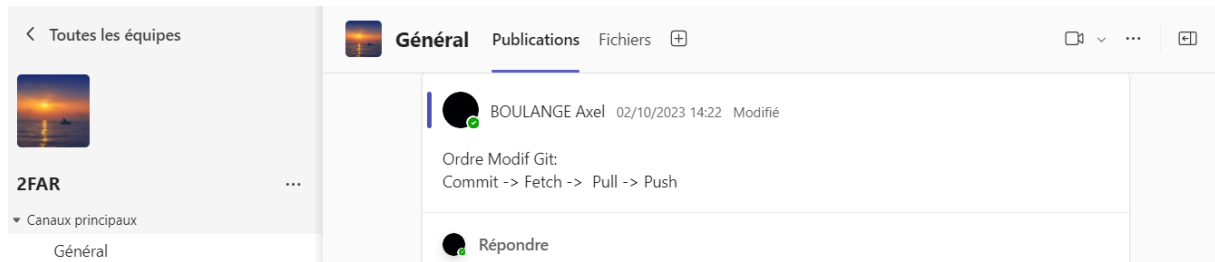 Toutes les équipes
2FAR
Canaux principaux
Général
Général Publications Fichiers
BOULANGE Axel 02/10/2023 14:22 Modifié
Ordre Modif Git:
Commit -> Fetch -> Pull -> Push
Répondre